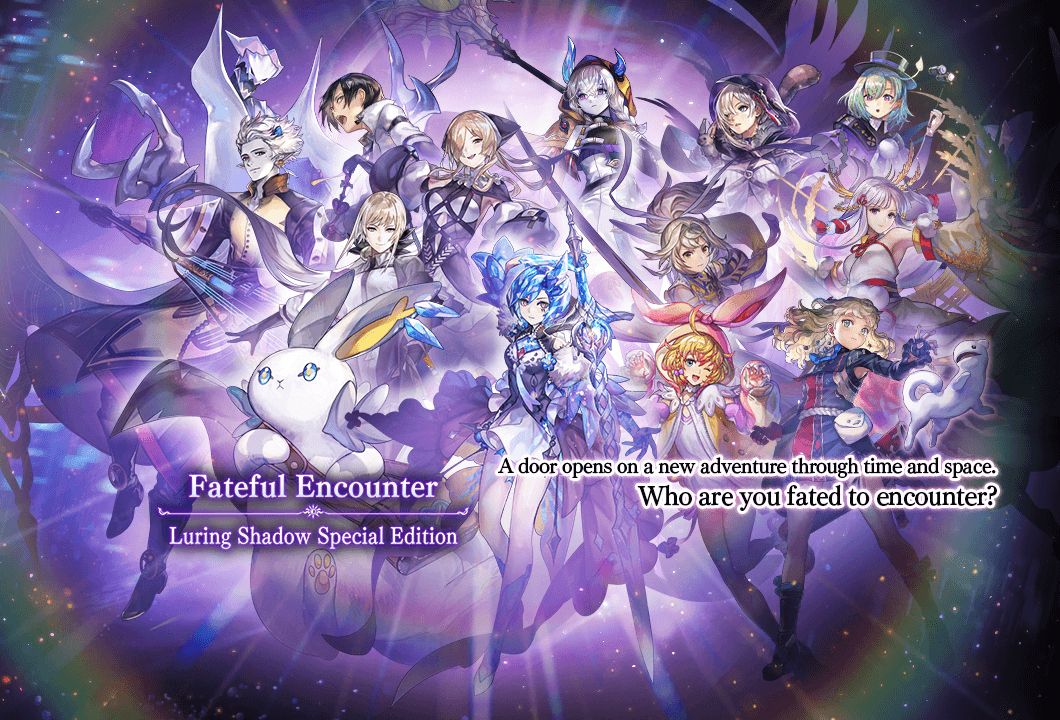 Fateful Encounter
Luring Shadow Special Edition
A door opens on a new adventure through time and space.
Who are you fated to encounter?